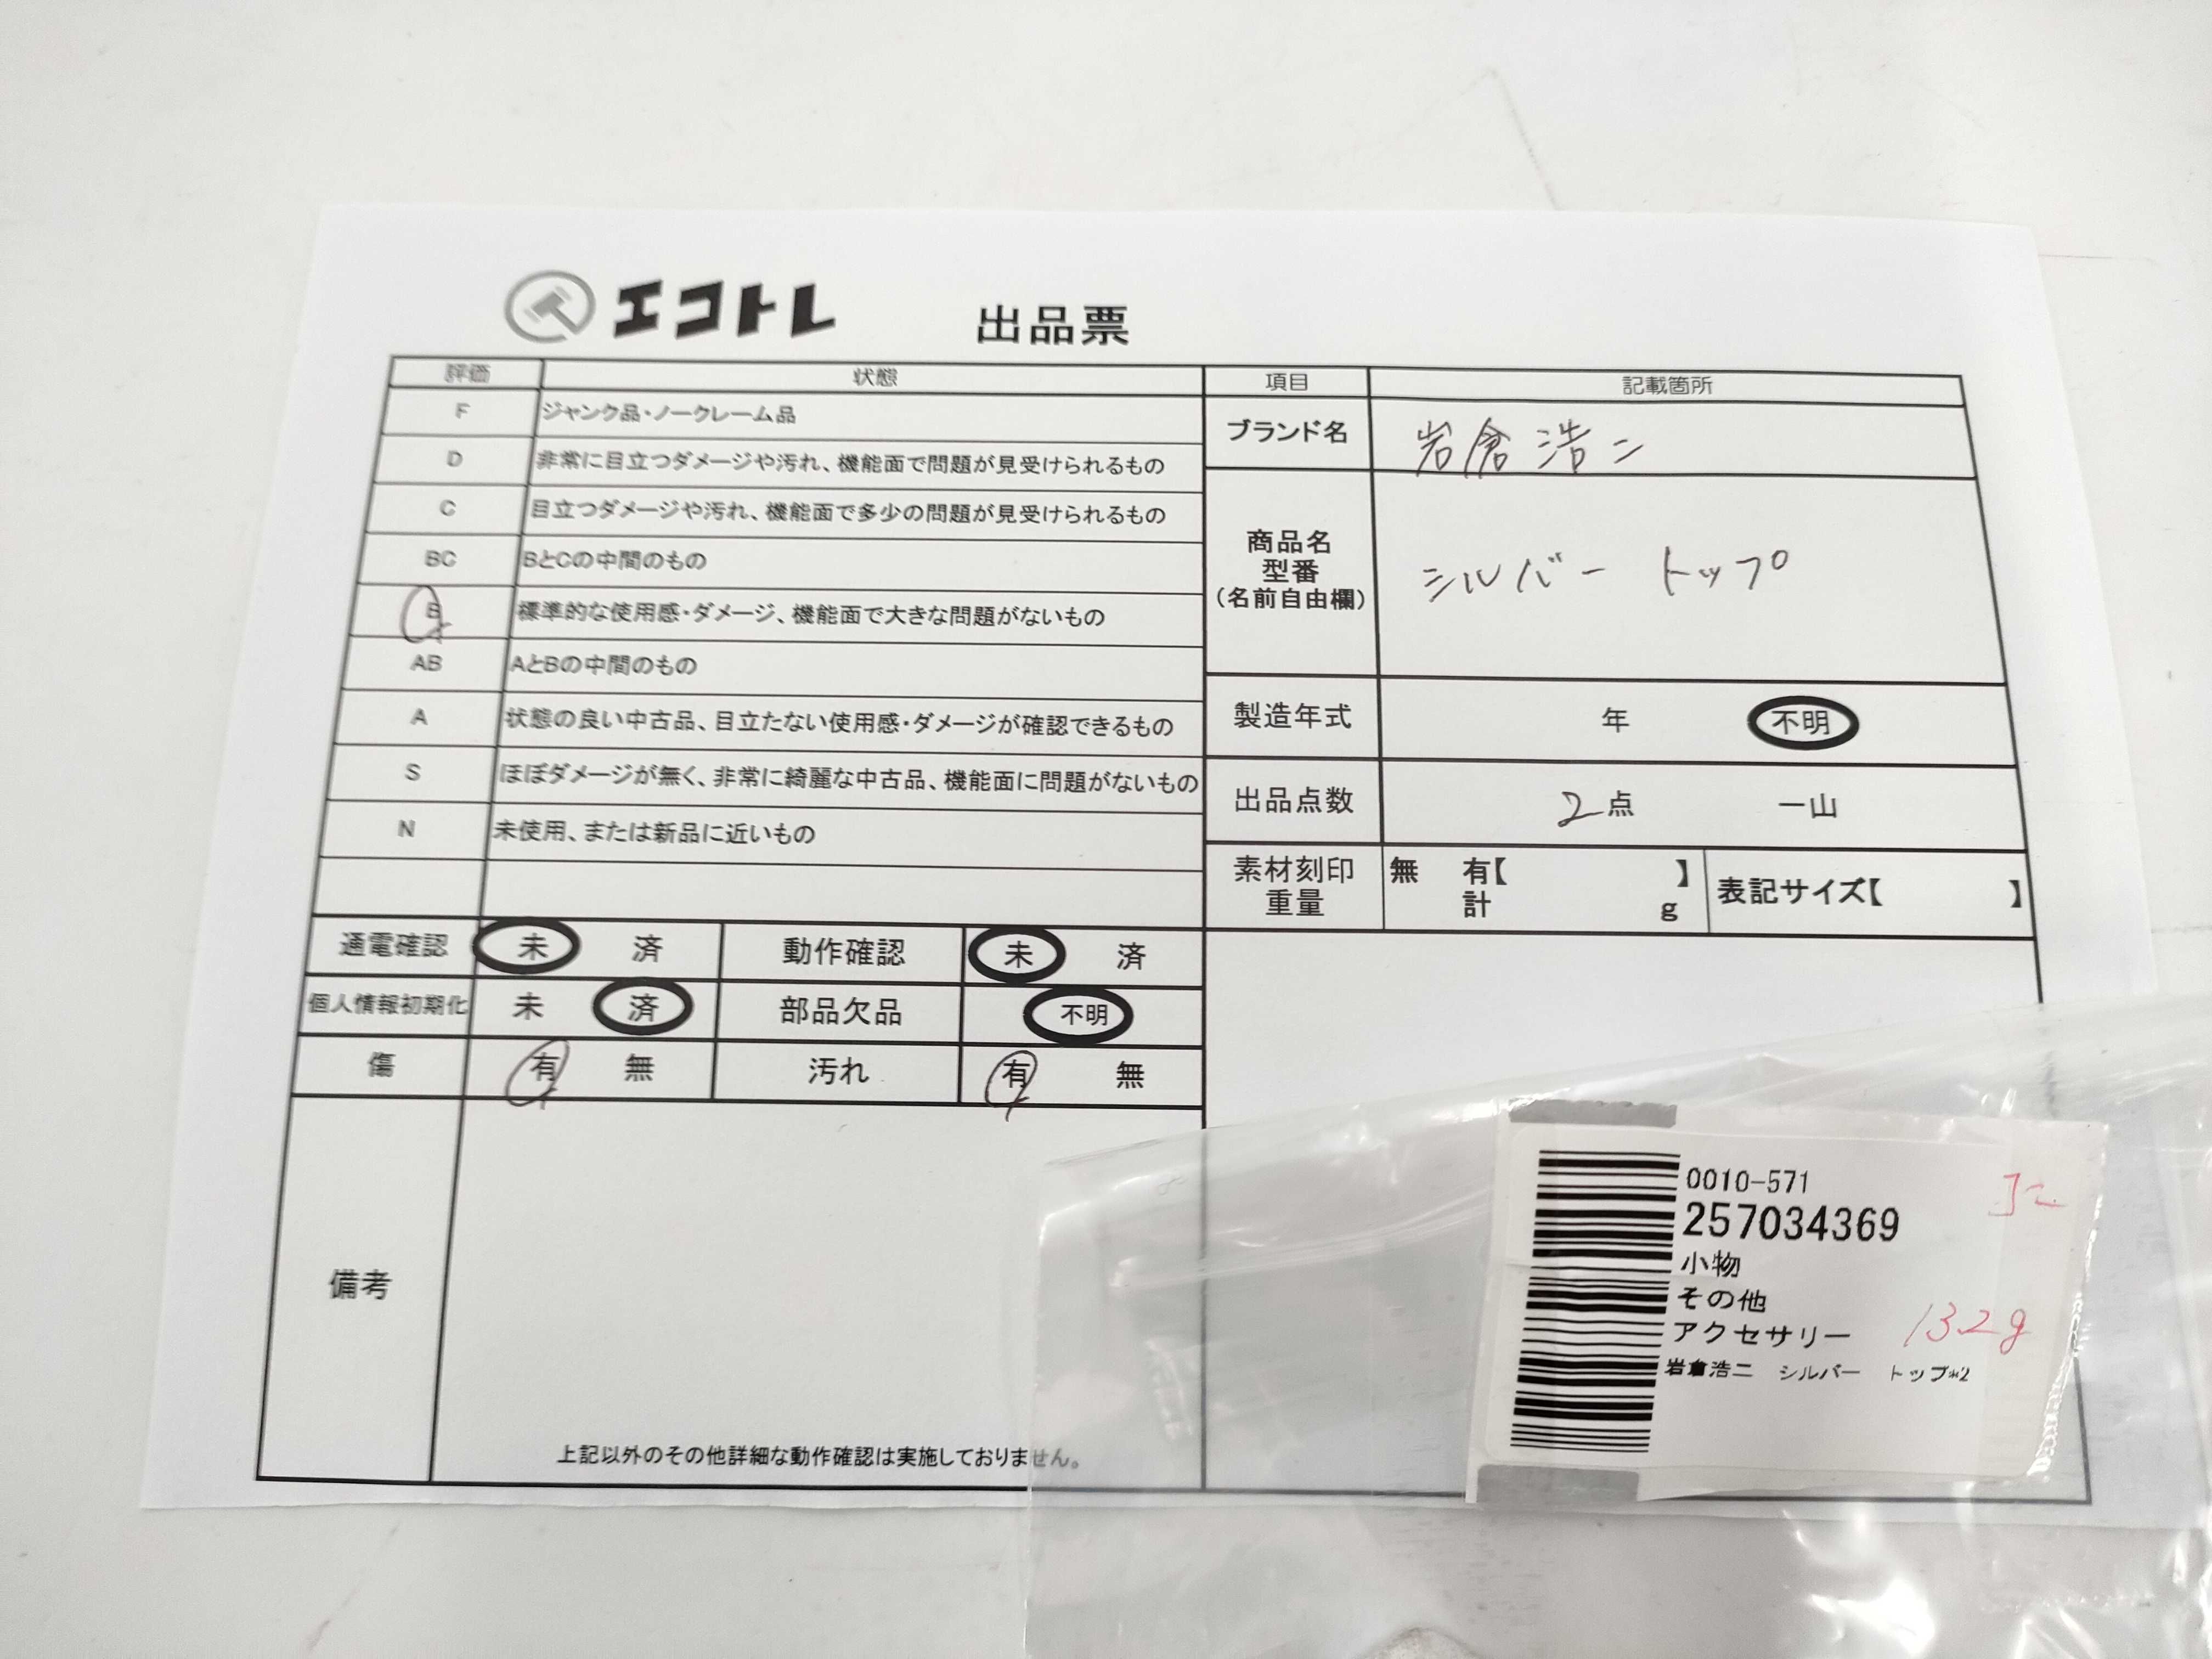 エコトレ 出品票
評価 状態
F ジャンク品・ノークレーム品
D 非常に目立つダメージや汚れ、機能面で問題が見受けられるもの
C 目立つダメージや汚れ、機能面で多少の問題が見受けられるもの
BC BとCの中間のもの
B 標準的な使用感・ダメージ、機能面で大きな問題がないもの
AB AとBの中間のもの
A 状態の良い中古品、目立たない使用感・ダメージが確認できるもの
S ほぼダメージが無く、非常に綺麗な中古品、機能面に問題がないもの
N 未使用、または新品に近いもの
通電確認 未 済 動作確認 未 済
個人情報初期化 未 済 部品欠品 不明
傷 有 無 汚れ 有 無
備考
上記以外のその他詳細な動作確認は実施しておりません。
項目 記載箇所
ブランド名 岩倉浩二
商品名
型番
(名前自由欄)
シルバー トップ
製造年式 年 不明
出品点数 2点 一山
素材刻印
重量
無 有【 】
計 g
表記サイズ【 】
0010-571
257034369
小物
その他
アクセサリー
132g
岩倉浩二 シルバー トップ*2